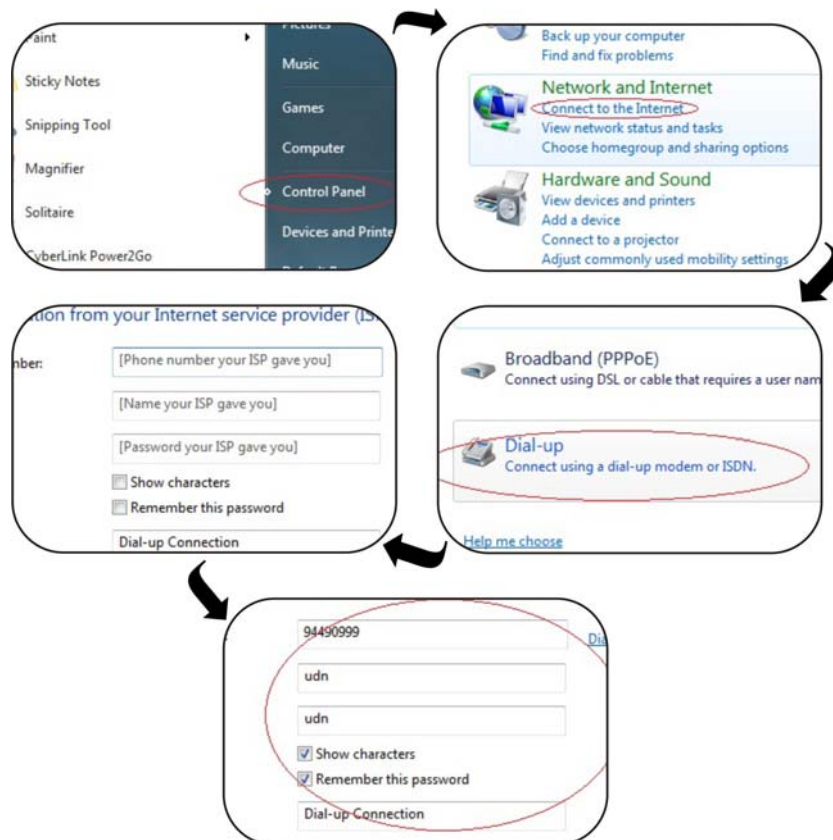 Paint
Sticky Notes
Snipping Tool
Magnifier
Solitaire
CyberLink Power2Go
Pictures
Music
Games
Computer
Control Panel
Devices and Printe
Back up your computer
Find and fix problems
Network and Internet
Connect to the Internet
View network status and tasks
Choose homegroup and sharing options
Hardware and Sound
View devices and printers
Add a device
Connect to a projector
Adjust commonly used mobility settings
Broadband (PPPoE)
Connect using DSL or cable that requires a user nam
Dial-up
Connect using a dial-up modem or ISDN.
Help me choose
ation from your Internet service provider (IS
mber:
[Phone number your ISP gave you]
[Name your ISP gave you]
[Password your ISP gave you]
Show characters
Remember this password
Dial-up Connection
94490999
Dia
udn
udn
Show characters
Remember this password
Dial-up Connection